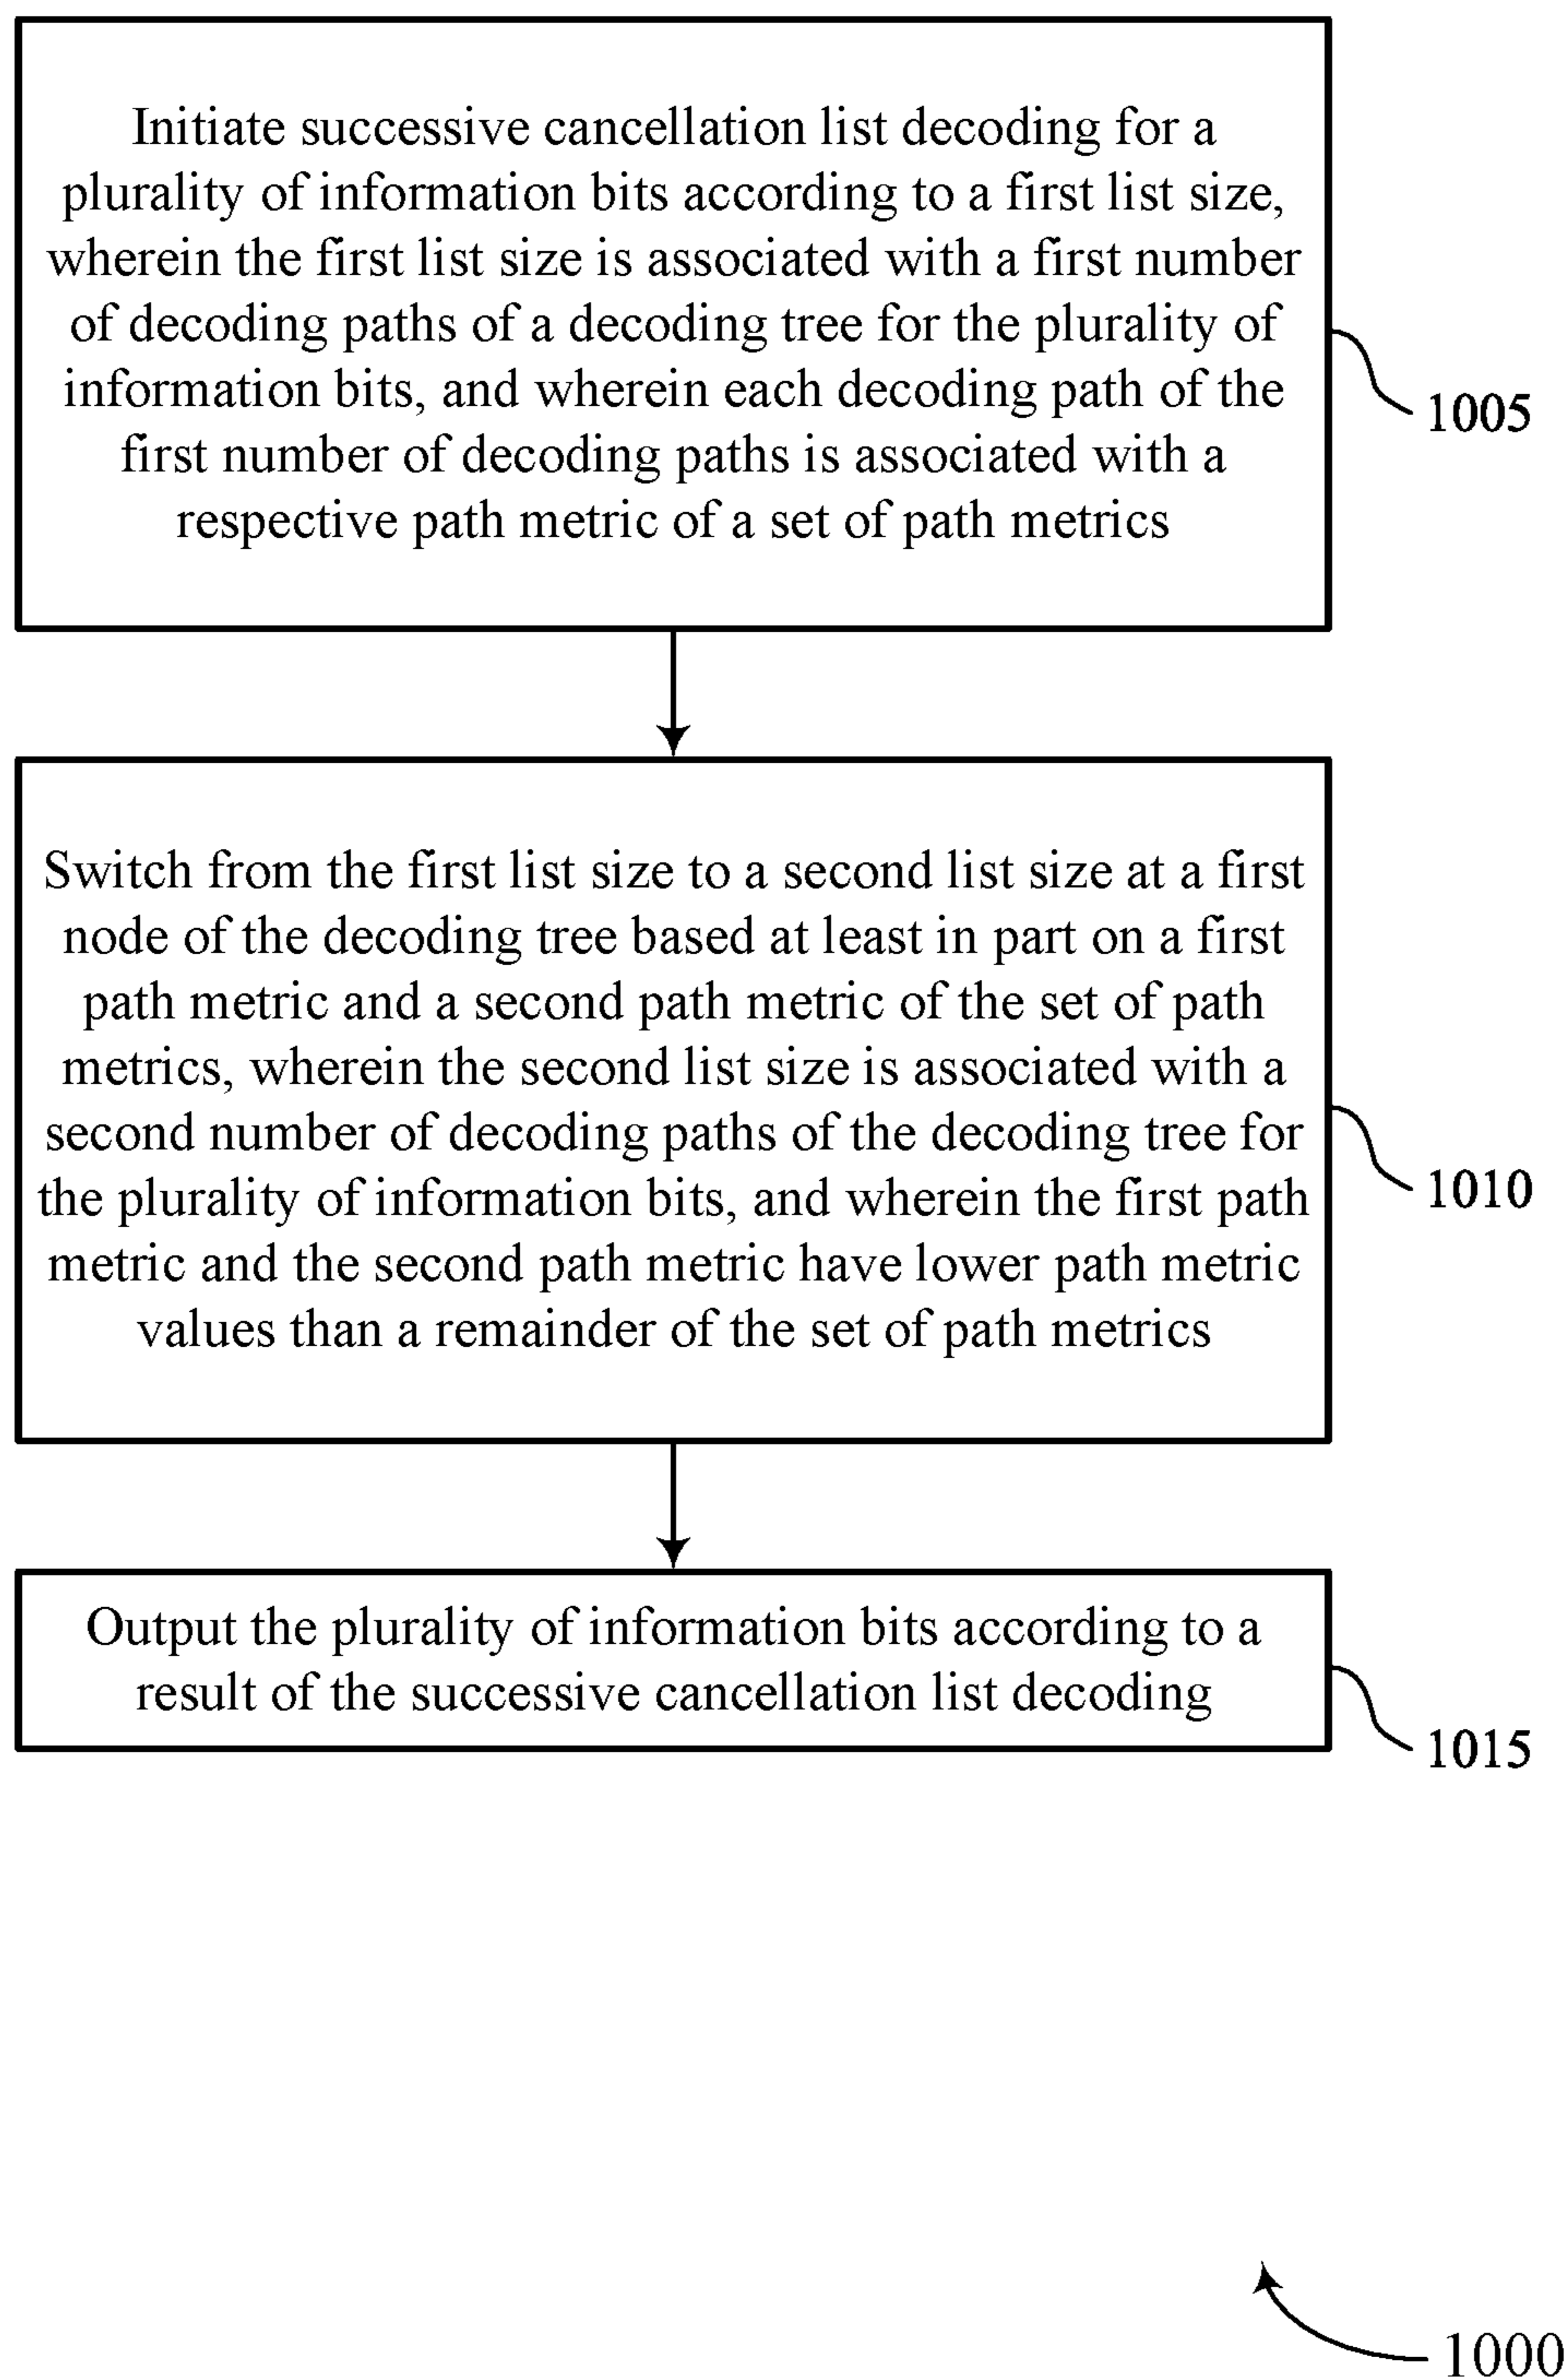 Initiate successive cancellation list decoding for a
plurality of information bits according to a first list size,
wherein the first list size is associated with a first number
of decoding paths of a decoding tree for the plurality of
information bits, and wherein each decoding path of the
first number of decoding paths is associated with a
respective path metric of a set of path metrics
1005
Switch from the first list size to a second list size at a first
node of the decoding tree based at least in part on a first
path metric and a second path metric of the set of path
metrics, wherein the second list size is associated with a
second number of decoding paths of the decoding tree for
the plurality of information bits, and wherein the first path
metric and the second path metric have lower path metric
values than a remainder of the set of path metrics
1010
Output the plurality of information bits according to a
result of the successive cancellation list decoding
1015
1000